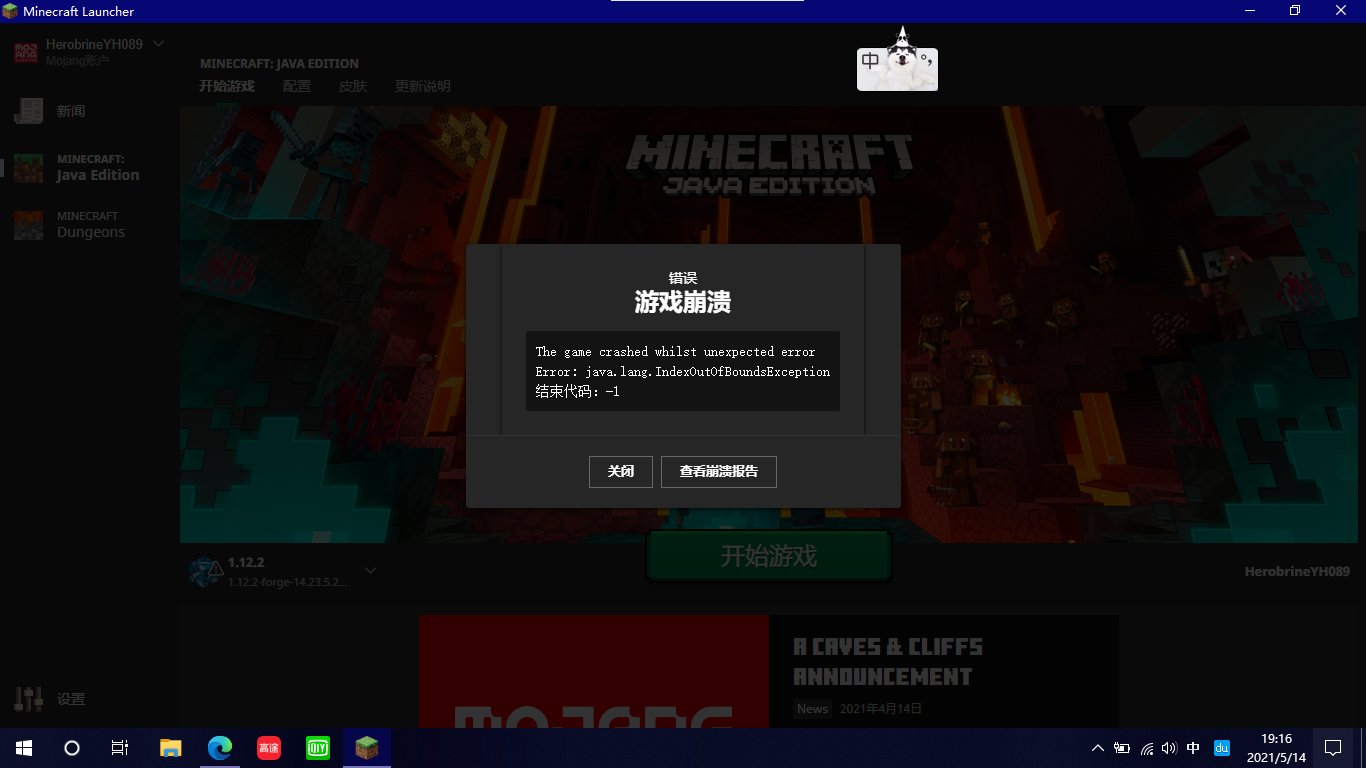 Minecraft Launcher
HerobrineYH089
Mojang账户
MINECRAFT: JAVA EDITION
开始游戏 配置 皮肤 更新说明
中 °,
新闻
MINECRAFT:
Java Edition
MINECRAFT
Dungeons
MINECRAFT
JAVA EDITION
错误
游戏崩溃
The game crashed whilst unexpected error
Error: java.lang.IndexOutOfBoundsException
结束代码: -1
关闭 查看崩溃报告
开始游戏
1.12.2
1.12.2-forge-14.23.5.2...
HerobrineYH089
A CAVES & CLIFFS
ANNOUNCEMENT
News 2021年4月14日
MOJANG
设置
高途 QIY
中 du
19:16
2021/5/14